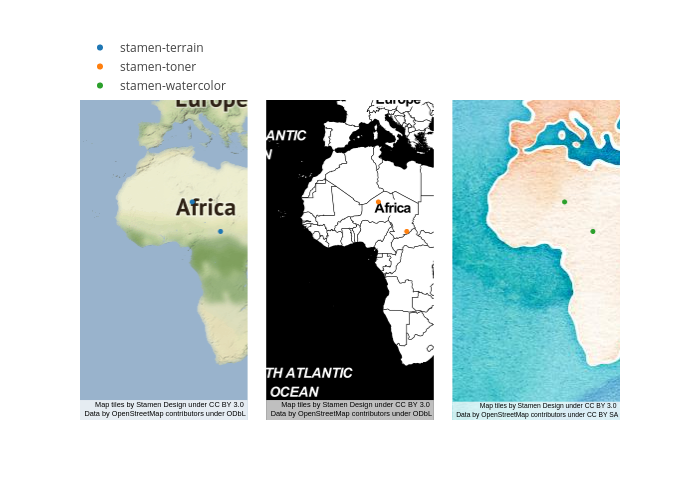 stamen-terrain
stamen-toner
stamen-watercolor
Europe
Africa
Map tiles by Stamen Design under CC BY 3.0
Data by OpenStreetMap contributors under ODbL
Europe
ANTIC
N
Africa
TH ATLANTIC
OCEAN
Map tiles by Stamen Design under CC BY 3.0
Data by OpenStreetMap contributors under ODbL
Map tiles by Stamen Design under CC BY 3.0
Data by OpenStreetMap contributors under CC BY SA